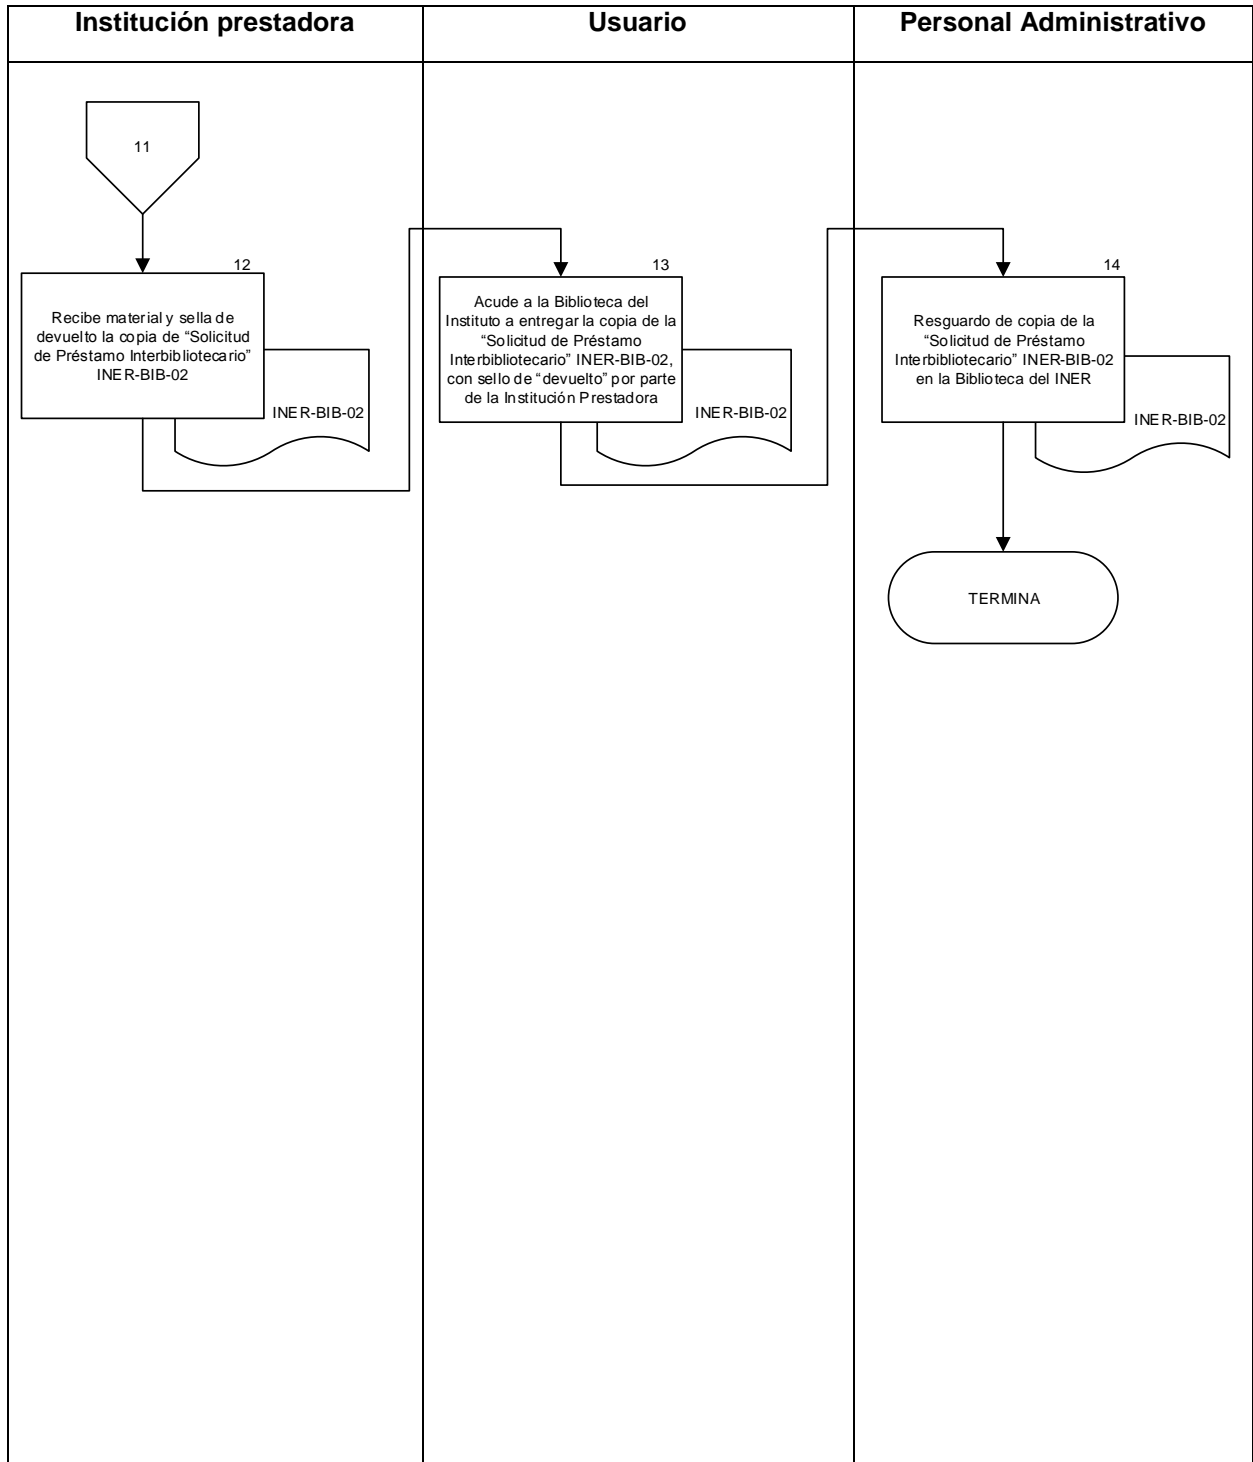 Institución prestadora
Usuario
Personal Administrativo
11
12
Recibe material y sella de
devuelto la copia de “Solicitud
de Préstamo Interbibliotecario”
INER-BIB-02
INER-BIB-02
13
Acude a la Biblioteca del
Instituto a entregar la copia de la
“Solicitud de Préstamo
Interbibliotecario” INER-BIB-02,
con sello de “devuelto” por parte
de la Institución Prestadora
INER-BIB-02
14
Resguardo de copia de la
“Solicitud de Préstamo
Interbibliotecario” INER-BIB-02
en la Biblioteca del INER
INER-BIB-02
TERMINA